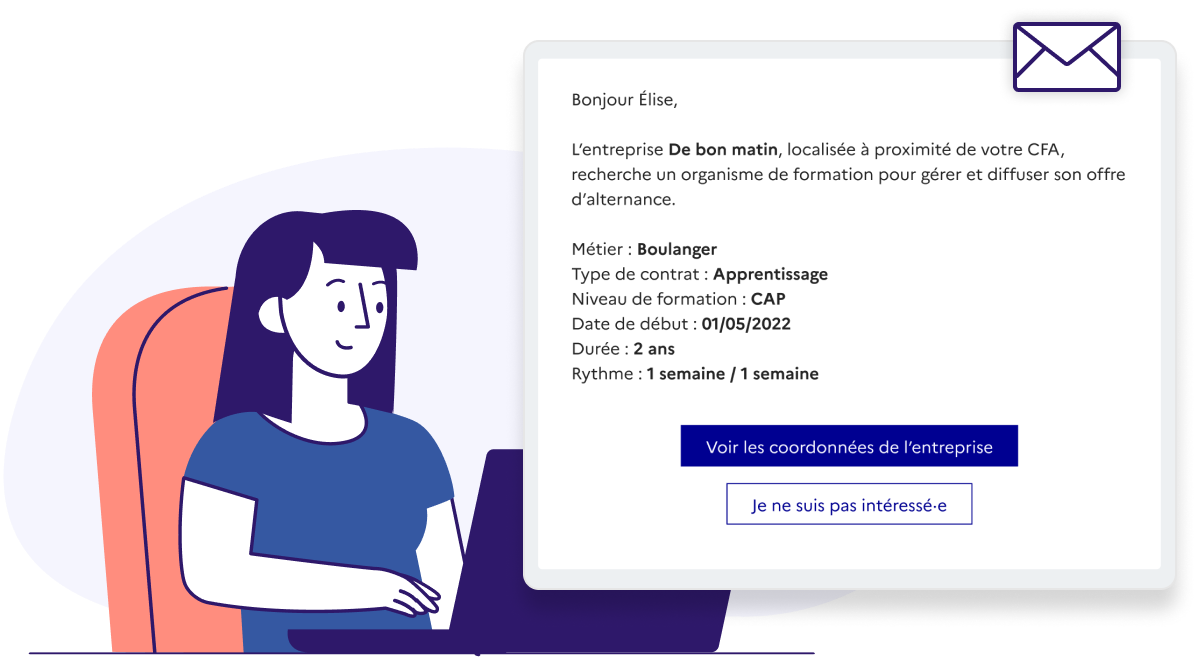 Bonjour Élise,
L’entreprise De bon matin, localisée à proximité de votre CFA,
recherche un organisme de formation pour gérer et diffuser son offre
d’alternance.
Métier : Boulanger
Type de contrat : Apprentissage
Niveau de formation : CAP
Date de début : 01/05/2022
Durée : 2 ans
Rythme : 1 semaine / 1 semaine
Voir les coordonnées de l’entreprise
Je ne suis pas intéressé·e